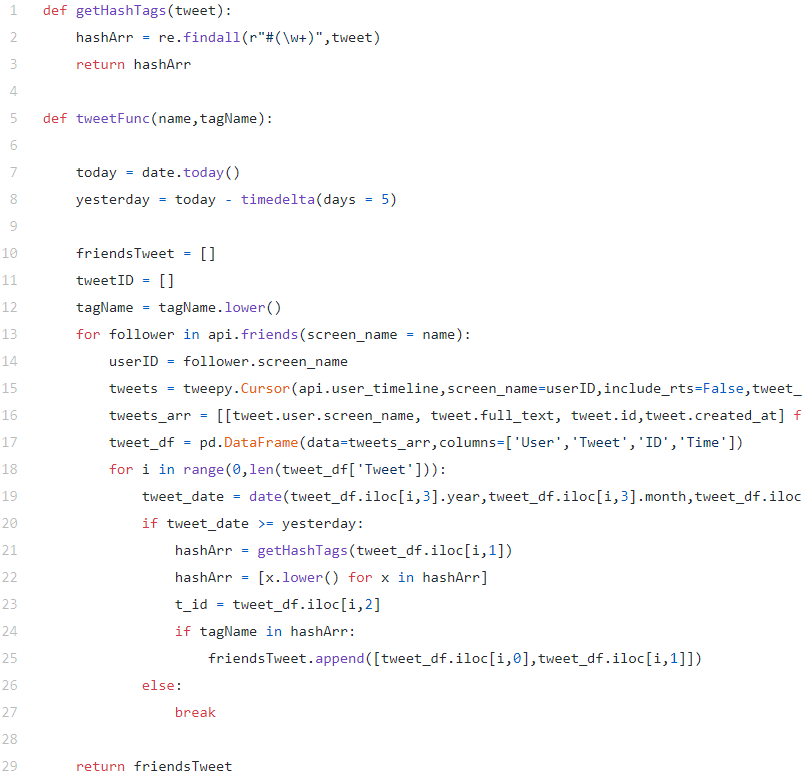 1 def getHashTags(tweet):
2 hashArr = re.findall(r"#(\w+)",tweet)
3 return hashArr
4
5 def tweetFunc(name,tagName):
6
7 today = date.today()
8 yesterday = today - timedelta(days = 5)
9
10 friendsTweet = []
11 tweetID = []
12 tagName = tagName.lower()
13 for follower in api.friends(screen_name = name):
14 userID = follower.screen_name
15 tweets = tweepy.Cursor(api.user_timeline,screen_name=userID,include_rts=False,tweet_
16 tweets_arr = [[tweet.user.screen_name, tweet.full_text, tweet.id,tweet.created_at] f
17 tweet_df = pd.DataFrame(data=tweets_arr,columns=['User','Tweet','ID','Time'])
18 for i in range(0,len(tweet_df['Tweet'])):
19 tweet_date = date(tweet_df.iloc[i,3].year,tweet_df.iloc[i,3].month,tweet_df.iloc
20 if tweet_date >= yesterday:
21 hashArr = getHashTags(tweet_df.iloc[i,1])
22 hashArr = [x.lower() for x in hashArr]
23 t_id = tweet_df.iloc[i,2]
24 if tagName in hashArr:
25 friendsTweet.append([tweet_df.iloc[i,0],tweet_df.iloc[i,1]])
26 else:
27 break
28
29 return friendsTweet